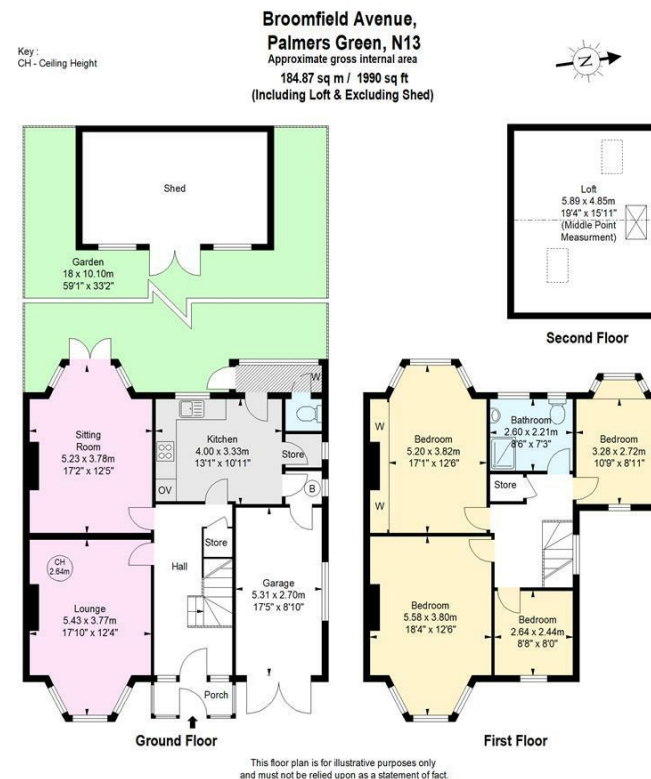 Broomfield Avenue,
Palmers Green, N13
Approximate gross internal area
184.87 sq m / 1990 sq ft
(Including Loft & Excluding Shed)
Key :
CH - Ceiling Height
N
Shed
Garden
18 x 10.10m
59'1" x 33'2"
Loft
5.89 x 4.85m
19'4" x 15'11"
(Middle Point
Measurment)
Second Floor
W
Sitting
Room
5.23 x 3.78m
17'2" x 12'5"
Kitchen
4.00 x 3.33m
13'1" x 10'11"
OV
Store
B
Store
Hall
CH
2.64m
Lounge
5.43 x 3.77m
17'10" x 12'4"
Garage
5.31 x 2.70m
17'5" x 8'10"
Porch
Ground Floor
W
Bedroom
5.20 x 3.82m
17'1" x 12'6"
W
Bathroom
2.60 x 2.21m
8'6" x 7'3"
Bedroom
3.28 x 2.72m
10'9" x 8'11"
Store
Bedroom
5.58 x 3.80m
18'4" x 12'6"
Bedroom
2.64 x 2.44m
8'8" x 8'0"
First Floor
This floor plan is for illustrative purposes only
and must not be relied upon as a statement of fact.